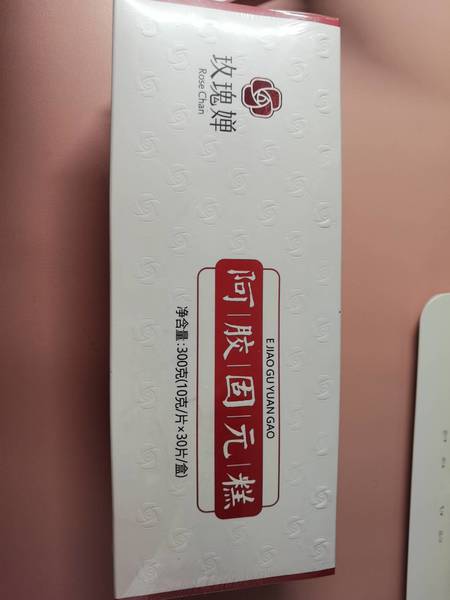 玫瑰婵
Rose Chan
E JIAO GU YUAN GAO
阿胶固元糕
净含量:300克(10克/片×30片/盒)